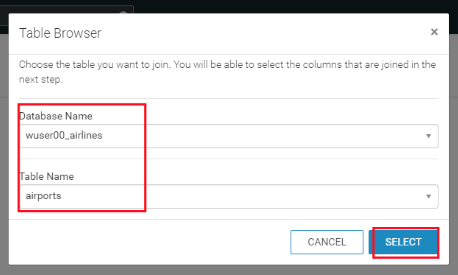 Table Browser
×
Choose the table you want to join. You will be able to select the columns that are joined in the
next step.
Database Name
wuser00_airlines
Table Name
airports
CANCEL
SELECT